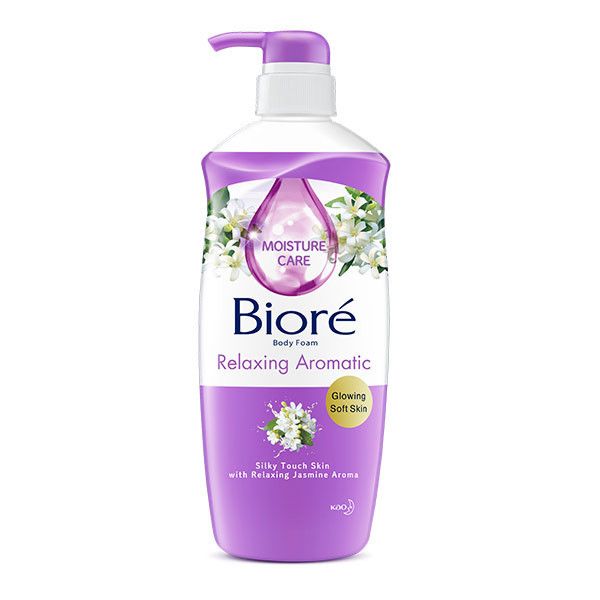 MOISTURE
CARE
Bioré
Body Foam
Relaxing Aromatic
Glowing
Soft Skin
Silky Touch Skin
with Relaxing Jasmine Aroma
Kao